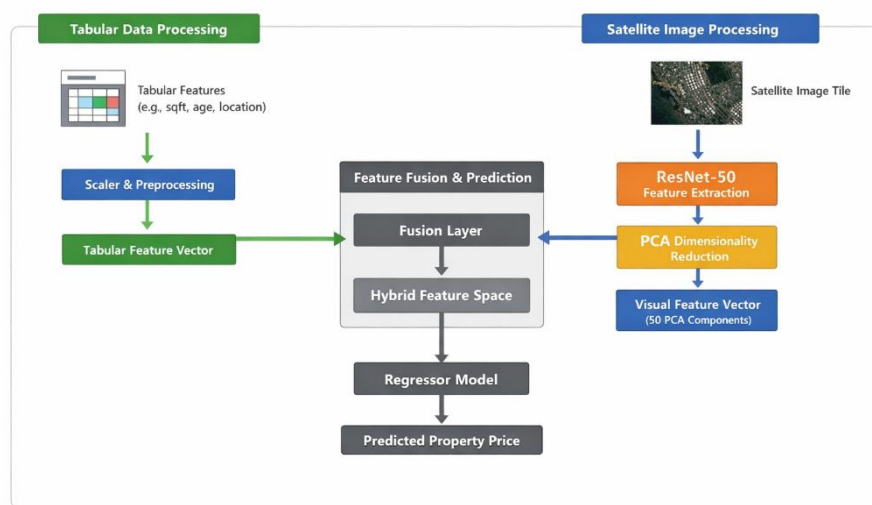 Tabular Data Processing
Satellite Image Processing
Tabular Features
(e.g., sqft, age, location)
Satellite Image Tile
Scaler & Preprocessing
Tabular Feature Vector
Feature Fusion & Prediction
Fusion Layer
Hybrid Feature Space
ResNet-50
Feature Extraction
PCA Dimensionality
Reduction
Visual Feature Vector
(50 PCA Components)
Regressor Model
Predicted Property Price